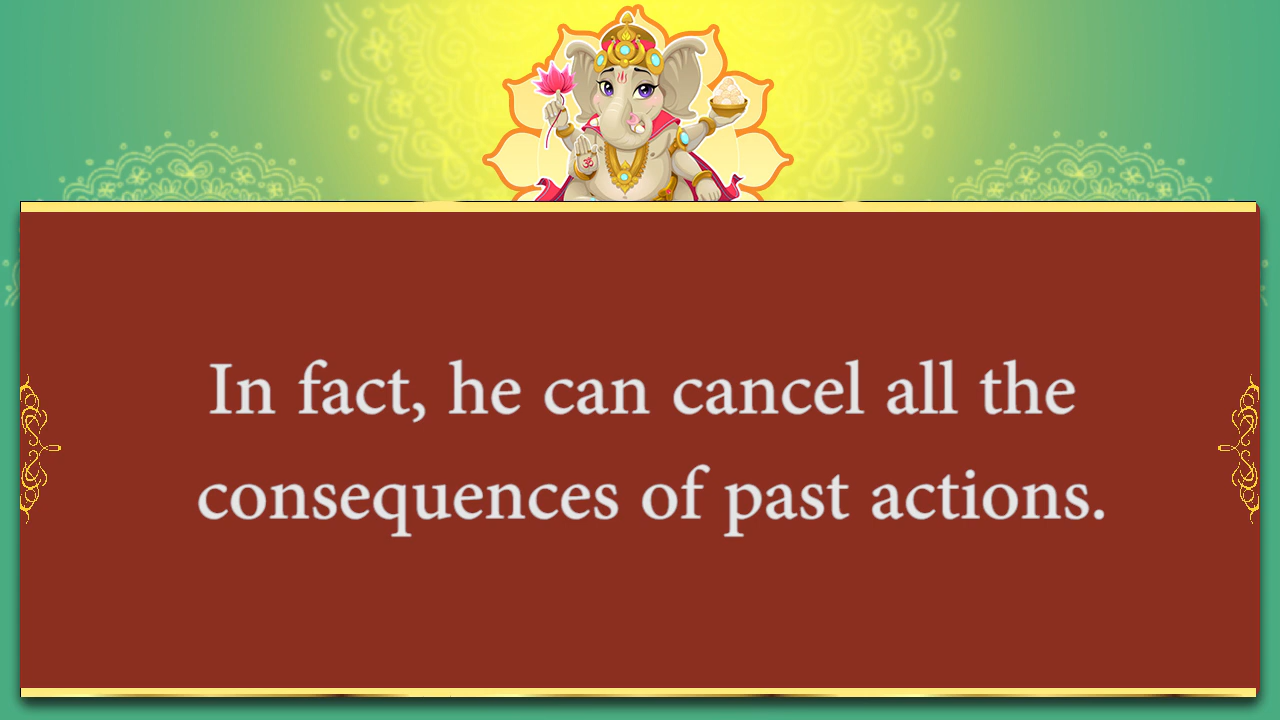 In fact, he can cancel all the
consequences of past actions.